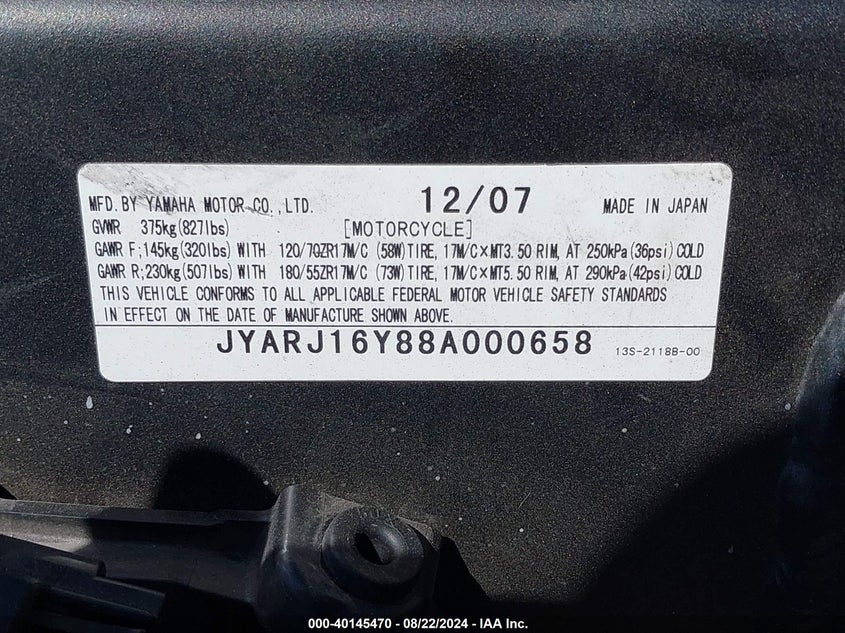 MFD. BY YAMAHA MOTOR CO., LTD. 12/07 MADE IN JAPAN
GVWR 375kg(827lbs) [MOTORCYCLE]
GAWR F;145kg(320lbs) WITH 120/70ZR17M/C (58W)TIRE, 17M/C×MT3.50 RIM, AT 250kPa(36psi)COLD
GAWR R;230kg(507lbs) WITH 180/55ZR17M/C (73W)TIRE, 17M/C×MT5.50 RIM, AT 290kPa(42psi)COLD
THIS VEHICLE CONFORMS TO ALL APPLICABLE FEDERAL MOTOR VEHICLE SAFETY STANDARDS
IN EFFECT ON THE DATE OF MANUFACTURE SHOWN ABOVE.
JYARJ16Y88A000658 13S-2118B-00
000-40145470 - 08/22/2024 - IAA Inc.